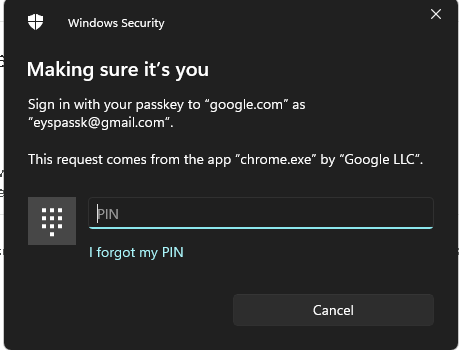 Windows Security
Making sure it's you
Sign in with your passkey to “google.com” as
“eyspassk@gmail.com”.
This request comes from the app “chrome.exe” by “Google LLC”.
PIN
I forgot my PIN
Cancel